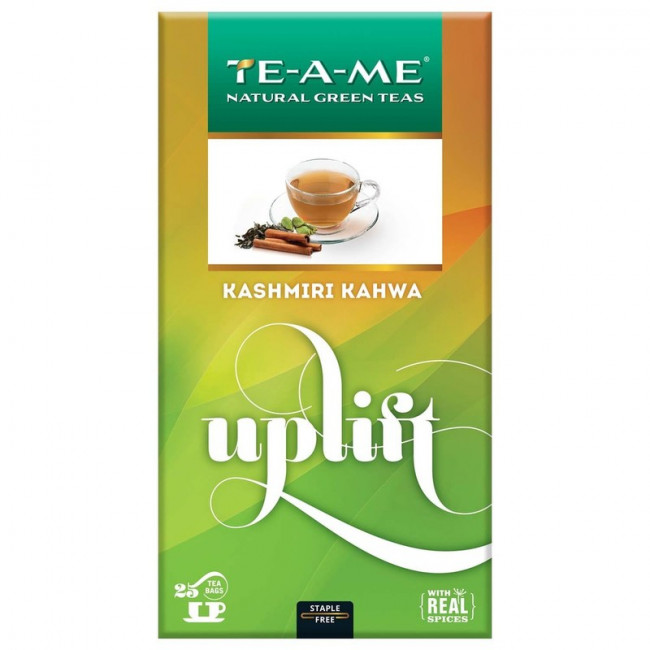 TE-A-ME®
NATURAL GREEN TEAS
KASHMIRI KAHWA
uplift
25 TEA
BAGS
STAPLE
FREE
WITH
REAL
SPICES